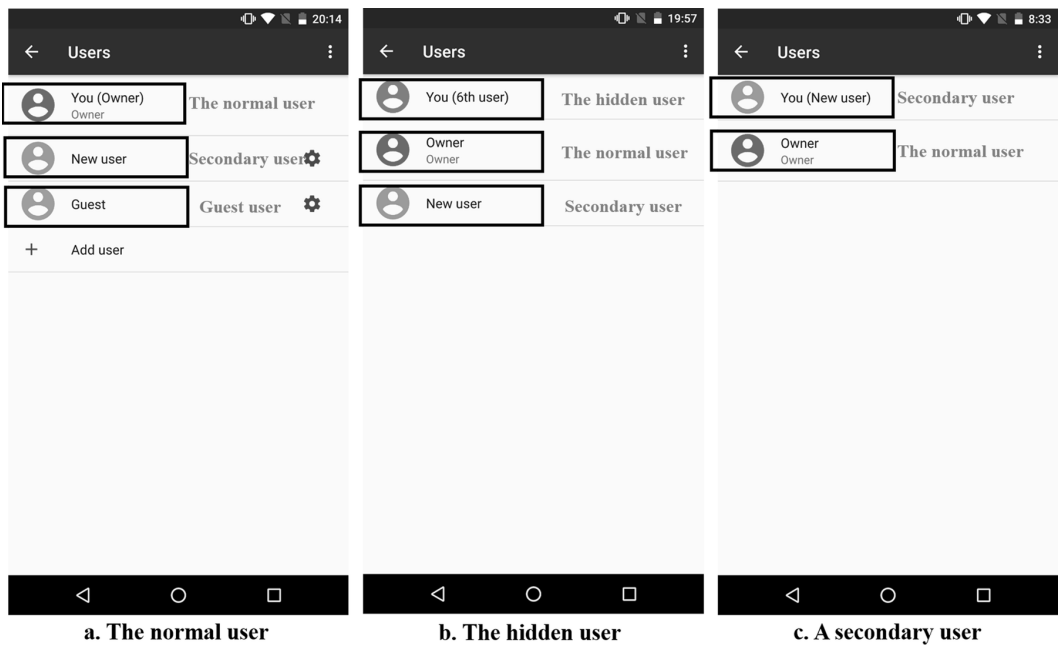 20:14
Users
You (Owner)
Owner
The normal user
New user
Secondary user
Guest
Guest user
Add user
a. The normal user
19:57
Users
You (6th user)
The hidden user
Owner
Owner
The normal user
New user
Secondary user
b. The hidden user
8:33
Users
You (New user)
Secondary user
Owner
Owner
The normal user
c. A secondary user